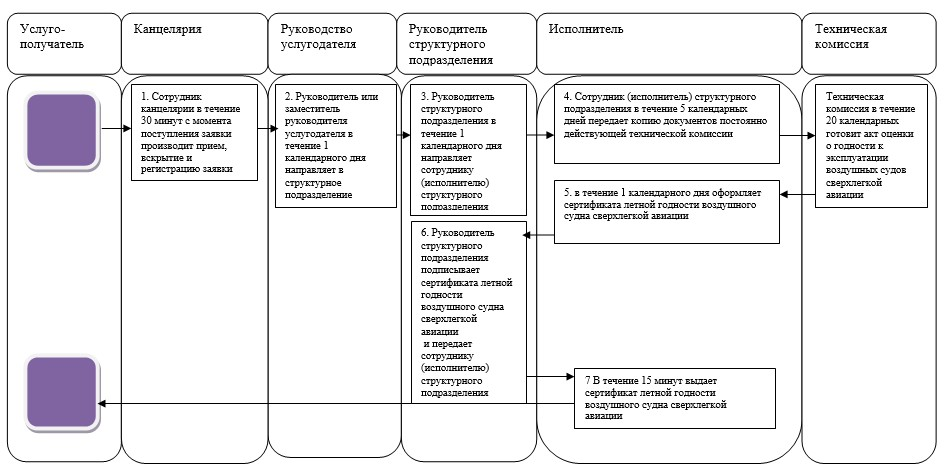 Услуго-
получатель
Канцелярия
Руководство
услугодателя
Руководитель
структурного
подразделения
Исполнитель
Техническая
комиссия
1. Сотрудник
канцелярии в течение
30 минут с момента
поступления заявки
производит прием,
вскрытие и
регистрацию заявки
2. Руководитель или
заместитель
руководителя
услугодателя в
течение 1
календарного дня
направляет в
структурное
подразделение
3. Руководитель
структурного
подразделения в
течение 1
календарного дня
направляет
сотруднику
(исполнителю)
структурного
подразделения
4. Сотрудник (исполнитель) структурного
подразделения в течение 5 календарных
дней передает копию документов постоянно
действующей технической комиссии
Техническая
комиссия в течение
20 календарных
готовит акт оценки
о годности к
эксплуатации
воздушных судов
сверхлегкой
авиации
5. в течение 1 календарного дня оформляет
сертификата летной годности воздушного
судна сверхлегкой авиации
6. Руководитель
структурного
подразделения
подписывает
сертификата летной
годности
воздушного судна
сверхлегкой
авиации
и передает
сотруднику
(исполнителю)
структурного
подразделения
7 В течение 15 минут выдает
сертификат летной годности
воздушного судна сверхлегкой
авиации